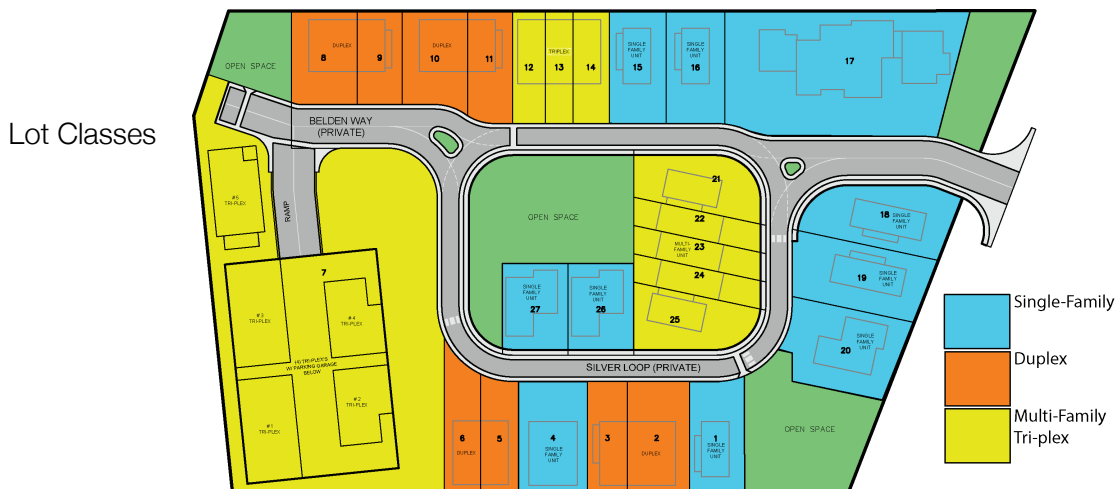 Lot Classes
OPEN SPACE
DUPLEX
8
9
DUPLEX
10
11
TRIPLEX
12
13
14
SINGLE
FAMILY
UNIT
15
SINGLE
FAMILY
UNIT
16
17
BELDEN WAY
(PRIVATE)
#5
TRI-PLEX
RAMP
OPEN SPACE
21
22
MULTI-
FAMILY
UNIT
23
24
25
18
SINGLE
FAMILY
UNIT
19
SINGLE
FAMILY
UNIT
SINGLE
FAMILY
UNIT
20
7
#3
TRI-PLEX
#4
TRI-PLEX
(4) TRI-PLEX'S
W/ PARKING GARAGE
BELOW
#1
TRI-PLEX
#2
TRI-PLEX
SINGLE
FAMILY
UNIT
27
SINGLE
FAMILY
UNIT
26
SILVER LOOP (PRIVATE)
6
5
DUPLEX
4
SINGLE
FAMILY
UNIT
3
2
DUPLEX
1
SINGLE
FAMILY
UNIT
OPEN SPACE
Single-Family
Duplex
Multi-Family
Tri-plex